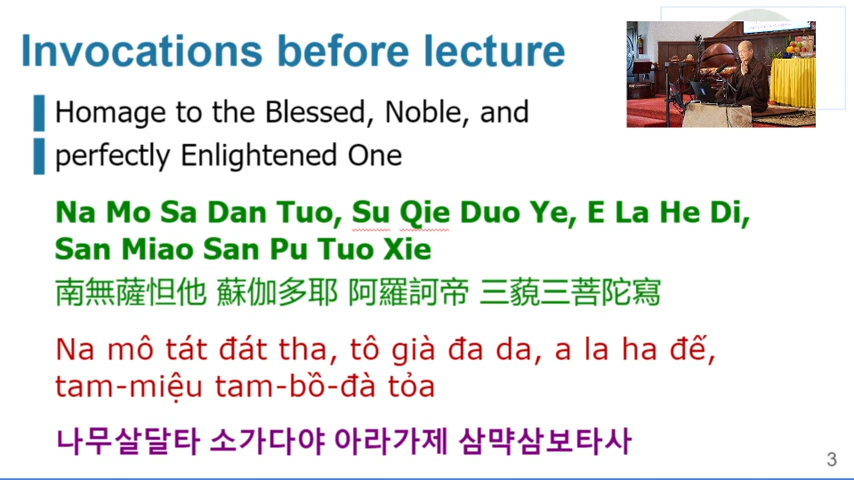 Invocations before lecture
Homage to the Blessed, Noble, and
perfectly Enlightened One
Na Mo Sa Dan Tuo, Su Qie Duo Ye, E La He Di,
San Miao San Pu Tuo Xie
南無薩怛他 蘇伽多耶 阿羅訶帝 三藐三菩陀寫
Na mô tát đát tha, tô già đa da, a la ha đế,
tam-miệu tam-bồ-đà tỏa
나무살달타 소가다야 아라가제 삼먁삼보타사
3